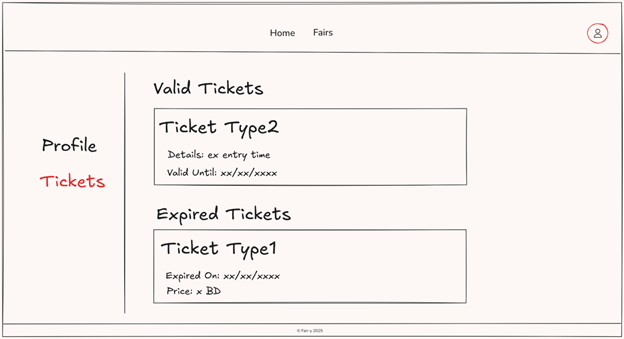 Home Fairs
Valid Tickets
Ticket Type2
Details: ex entry time
Valid Until: xx/xx/xxxx
Profile
Tickets
Expired Tickets
Ticket Type1
Expired On: xx/xx/xxxx
Price: x BD
© Fair-y 2025